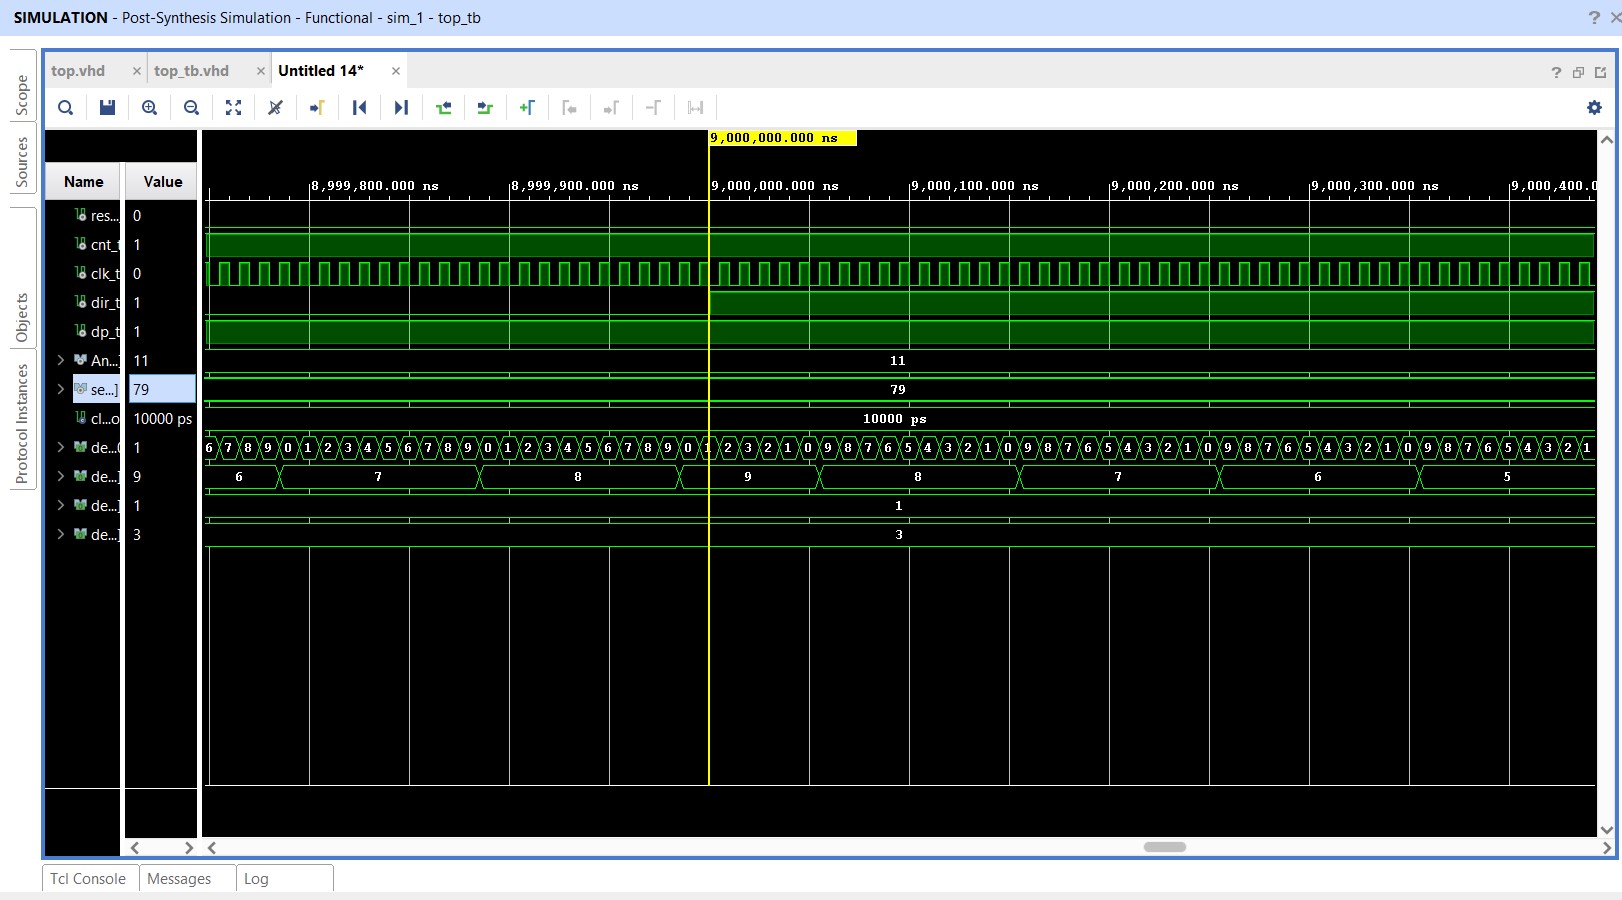 SIMULATION - Post-Synthesis Simulation - Functional - sim_1 - top_tb
Scope
Sources
Objects
Protocol Instances
top.vhd
top_tb.vhd
Untitled 14*
9,000,000.000 ns
Name Value
8,999,800.000 ns 8,999,900.000 ns 9,000,000.000 ns 9,000,100.000 ns 9,000,200.000 ns 9,000,300.000 ns 9,000,400.0
res... 0
cnt_t 1
clk_t 0
dir_t 1
dp_t 1
An...] 11 11
se...] 79 79
cl...o 10000 ps 10000 ps
de...0 1 6 7 8 9 0 1 2 3 4 5 6 7 8 9 0 1 2 3 4 5 6 7 8 9 0 1 2 3 2 1 0 9 8 7 6 5 4 3 2 1 0 9 8 7 6 5 4 3 2 1 0 9 8 7 6 5 4 3 2 1 0 9 8 7 6 5 4 3 2 1
de...] 9 6 7 8 9 8 7 6 5
de...] 1 1
de...] 3 3
Tcl Console Messages Log